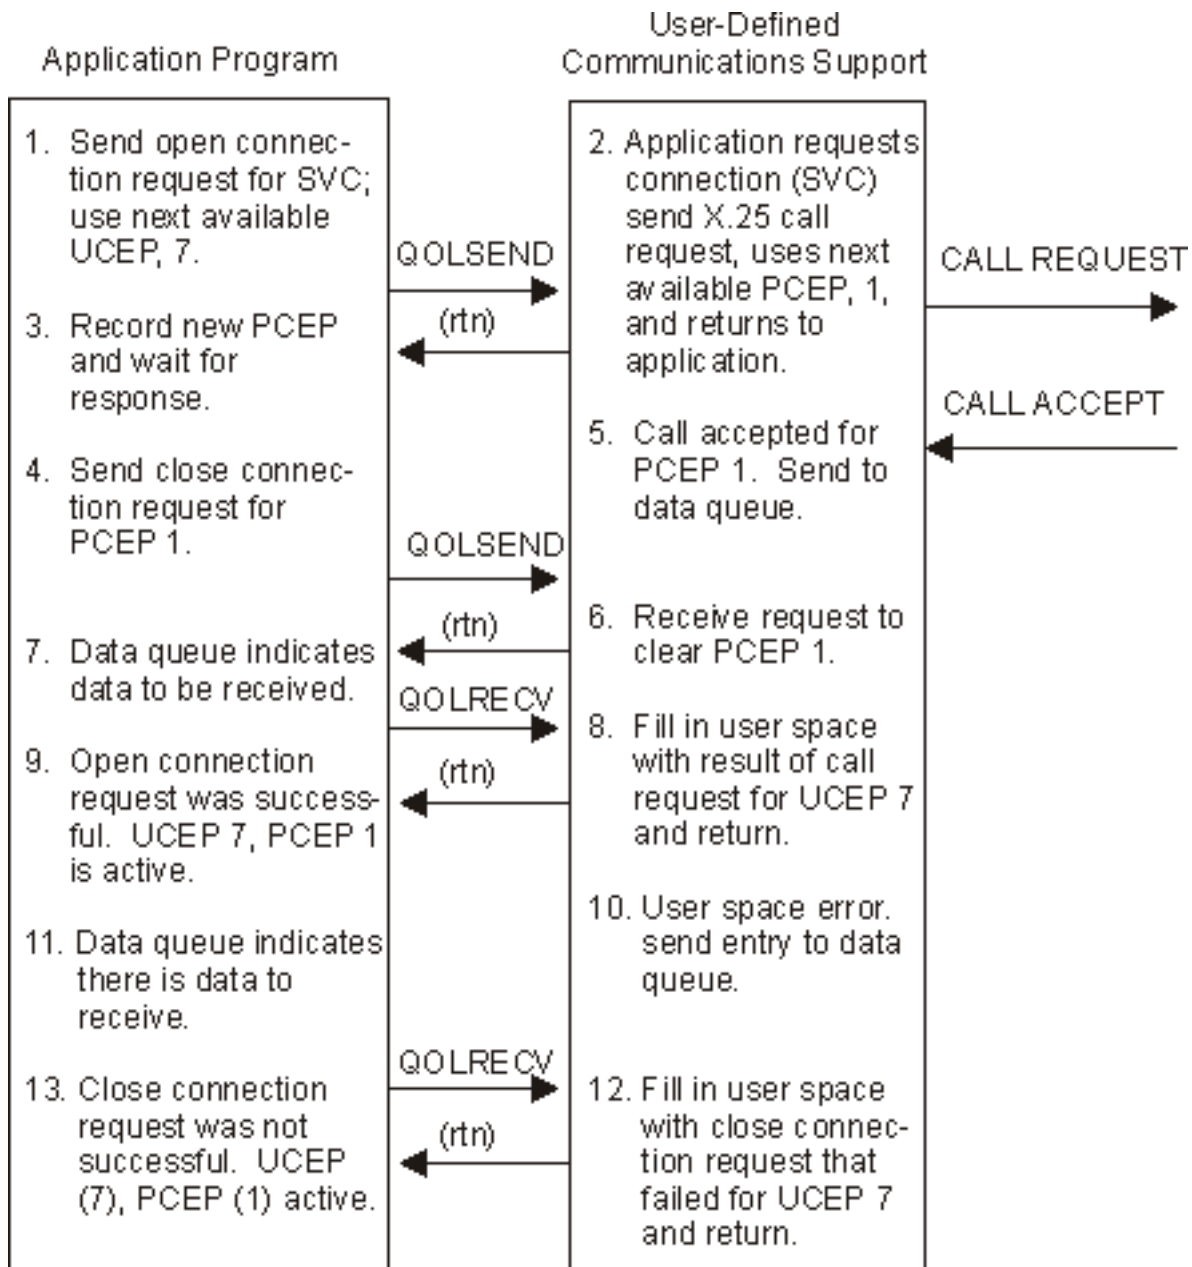 Application Program
User-Defined
Communications Support
1. Send open connec-
tion request for SVC;
use next available
UCEP, 7.
QOLSEND
2. Application requests
connection (SVC)
send X.25 call
request, uses next
available PCEP, 1,
and returns to
application.
CALL REQUEST
(rtn)
3. Record new PCEP
and wait for
response.
CALL ACCEPT
4. Send close connec-
tion request for
PCEP 1.
5. Call accepted for
PCEP 1. Send to
data queue.
QOLSEND
(rtn)
6. Receive request to
clear PCEP 1.
7. Data queue indicates
data to be received.
QOLRECV
8. Fill in user space
with result of call
request for UCEP 7
and return.
(rtn)
9. Open connection
request was success-
ful. UCEP 7, PCEP 1
is active.
10. User space error.
send entry to data
queue.
11. Data queue indicates
there is data to
receive.
QOLRECV
12. Fill in user space
with close connec-
tion request that
failed for UCEP 7
and return.
(rtn)
13. Close connection
request was not
successful. UCEP
(7), PCEP (1) active.